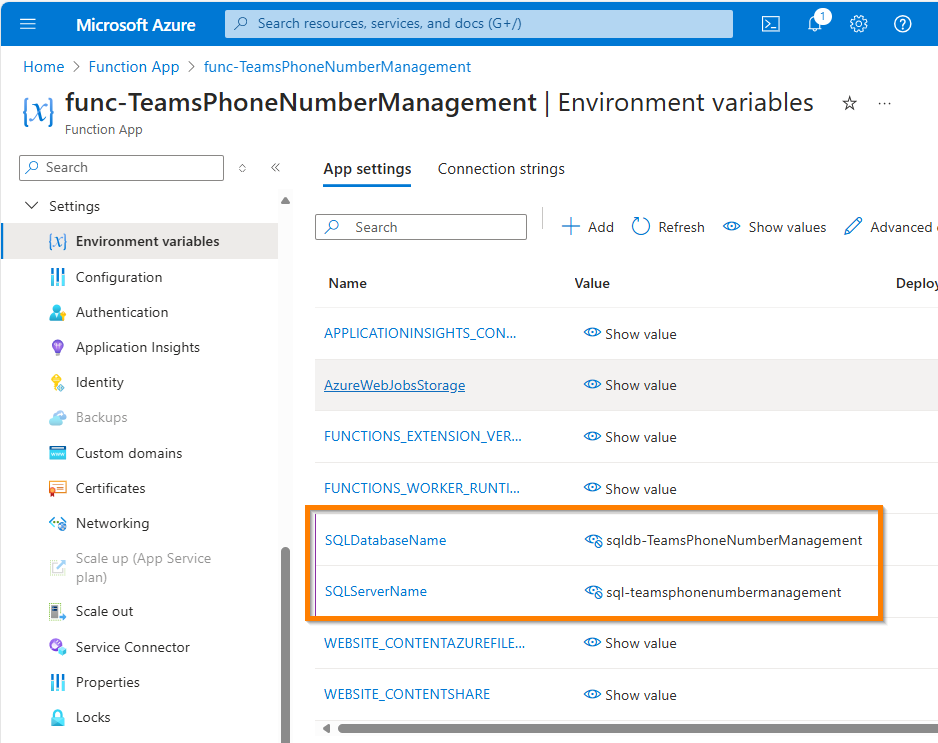 Microsoft Azure
Search resources, services, and docs (G+/)
1
Home > Function App > func-TeamsPhoneNumberManagement
{x}
func-TeamsPhoneNumberManagement | Environment variables
☆ ...
Function App
Search
«
Settings
Environment variables
Configuration
Authentication
Application Insights
Identity
Backups
Custom domains
Certificates
Networking
Scale up (App Service
plan)
Scale out
Service Connector
Properties
Locks
App settings Connection strings
Search
Add Refresh Show values Advanced
Name Value Deploy
APPLICATIONINSIGHTS_CON... Show value
AzureWebJobsStorage Show value
FUNCTIONS_EXTENSION_VER... Show value
FUNCTIONS_WORKER_RUNTI... Show value
SQLDatabaseName sqldb-TeamsPhoneNumberManagement
SQLServerName sql-teamsphonenumbermanagement
WEBSITE_CONTENTAZUREFILE... Show value
WEBSITE_CONTENTSHARE Show value